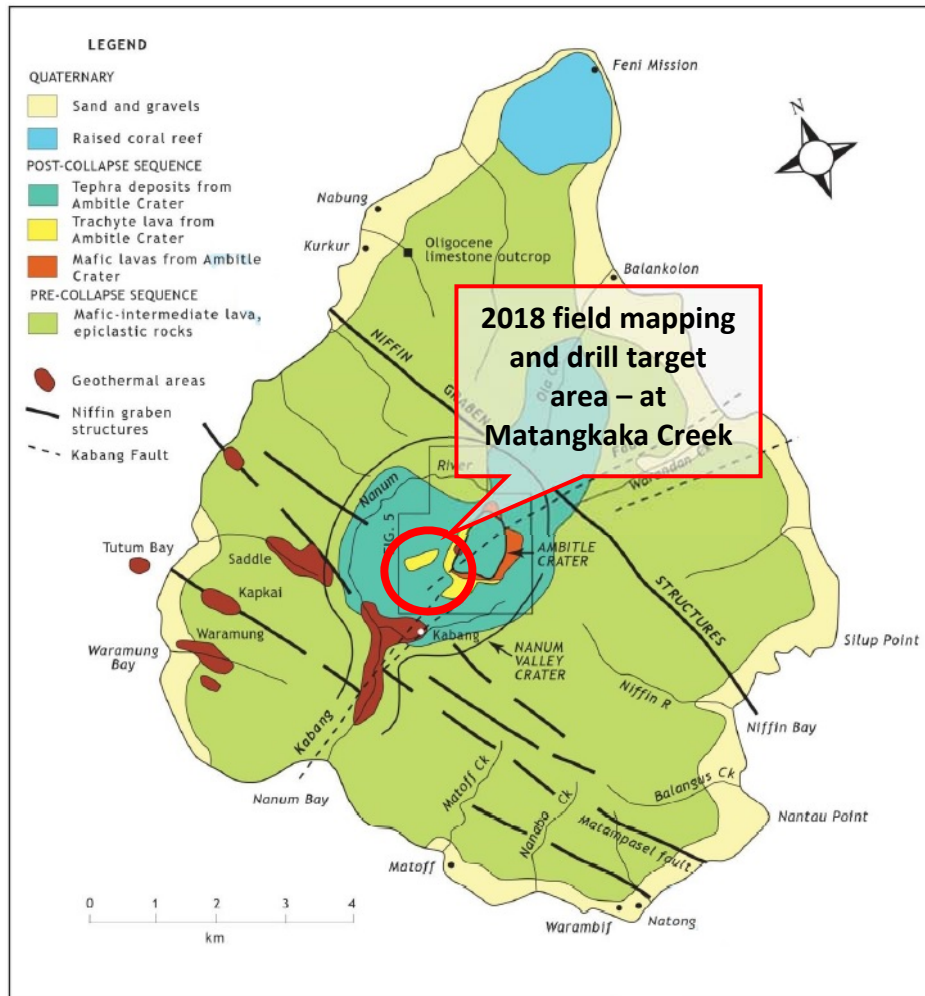 LEGEND
QUATERNARY
Sand and gravels
Raised coral reef
POST-COLLAPSE SEQUENCE
Tephra deposits from
Ambitle Crater
Trachyte lava from
Ambitle Crater
Mafic lavas from Ambitle
Crater
PRE-COLLAPSE SEQUENCE
Mafic-intermediate lava,
epiclastic rocks
Geothermal areas
Niffin graben
structures
Kabang Fault
Feni Mission
N
Nabung
Kurkur
Oligocene
limestone outcrop
Balankolon
2018 field mapping
and drill target
area – at
Matangkaka Creek
NIFFIN
GRABEN
STRUCTURES
Fault
Warandan Ck
Nanum
River
FIG. 5
AMBITLE
CRATER
Tutum Bay
Saddle
Kapkai
Waramung
Waramung
Bay
Kabang
NANUM
VALLEY
CRATER
Silup Point
Niffin R
Niffin Bay
Kabang
Nanum Bay
Matoff Ck
Nanabo Ck
Balangus Ck
Nantau Point
Matampasel fault
Matoff
Warambif
Natong
0 1 2 3 4
km